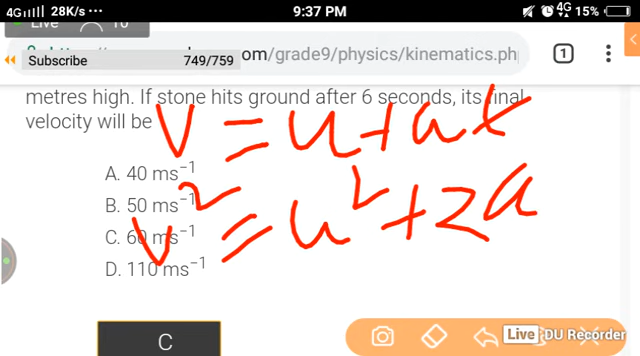 4G 28K/s ··· 9:37 PM 4G 15%
Live 10
om/grade9/physics/kinematics.ph 1
Subscribe 749/759
metres high. If stone hits ground after 6 seconds, its final
velocity will be
v = u + at
A. 40 ms⁻¹
B. 50 ms⁻¹
v² = u² + 2a
C. 60 ms⁻¹
D. 110 ms⁻¹
C
Live DU Recorder